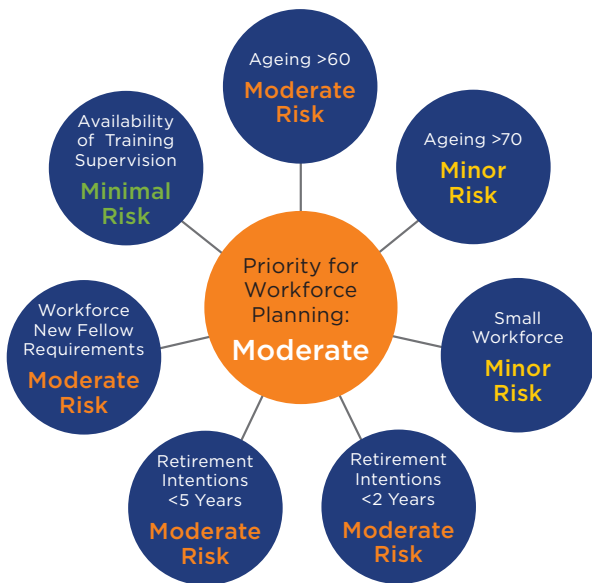 Ageing >60
Moderate
Risk
Ageing >70
Minor
Risk
Small
Workforce
Minor
Risk
Retirement
Intentions
<2 Years
Moderate
Risk
Retirement
Intentions
<5 Years
Moderate
Risk
Workforce
New Fellow
Requirements
Moderate
Risk
Availability
of Training
Supervision
Minimal
Risk
Priority for
Workforce
Planning:
Moderate